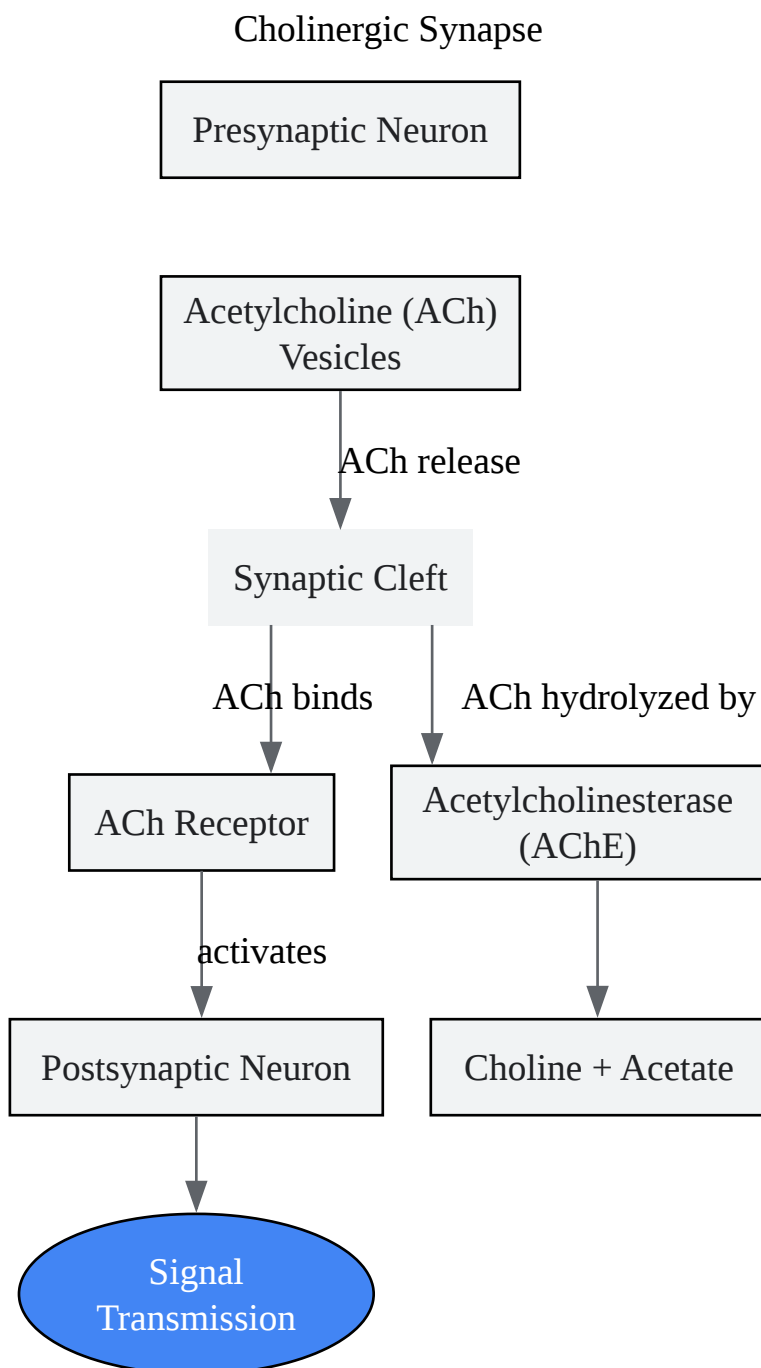 Cholinergic Synapse
Presynaptic Neuron
Acetylcholine (ACh)
Vesicles
ACh release
Synaptic Cleft
ACh binds
ACh hydrolyzed by
ACh Receptor
Acetylcholinesterase
(AChE)
activates
Postsynaptic Neuron
Choline + Acetate
Signal
Transmission